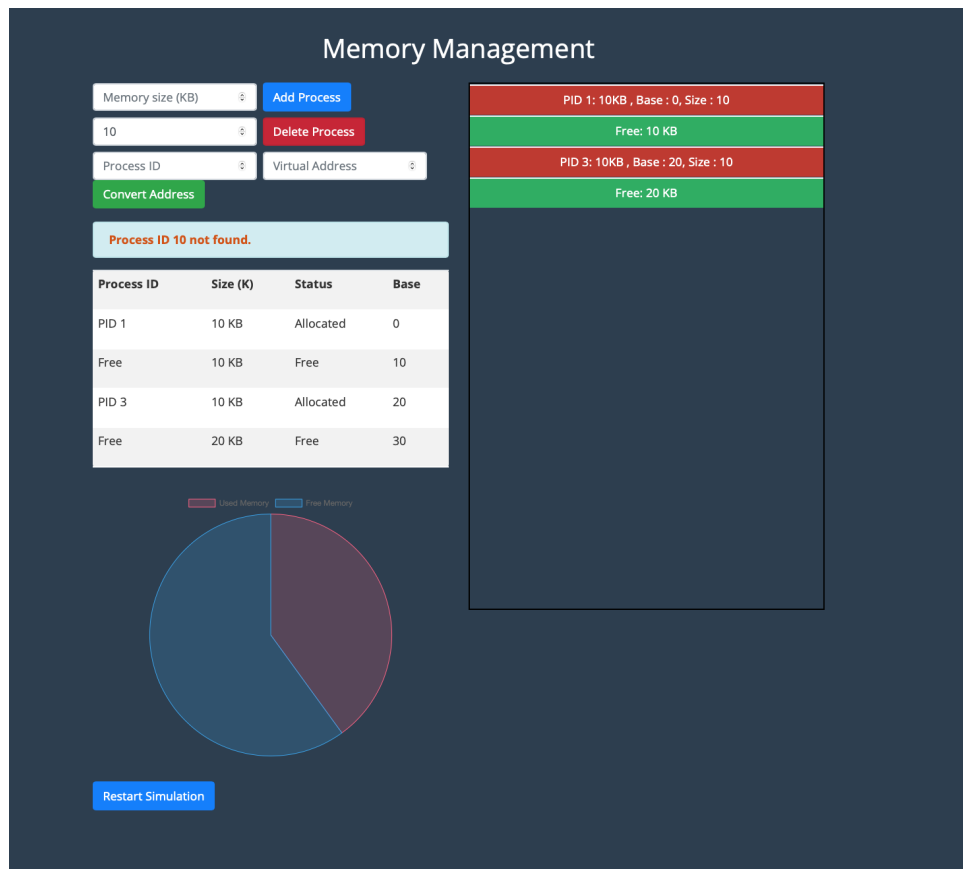 Memory Management
Memory size (KB)
Add Process
10
Delete Process
Process ID
Virtual Address
Convert Address
Process ID 10 not found.
Process ID Size (K) Status Base
PID 1 10 KB Allocated 0
Free 10 KB Free 10
PID 3 10 KB Allocated 20
Free 20 KB Free 30
Used Memory Free Memory
Restart Simulation
PID 1: 10KB , Base : 0, Size : 10
Free: 10 KB
PID 3: 10KB , Base : 20, Size : 10
Free: 20 KB